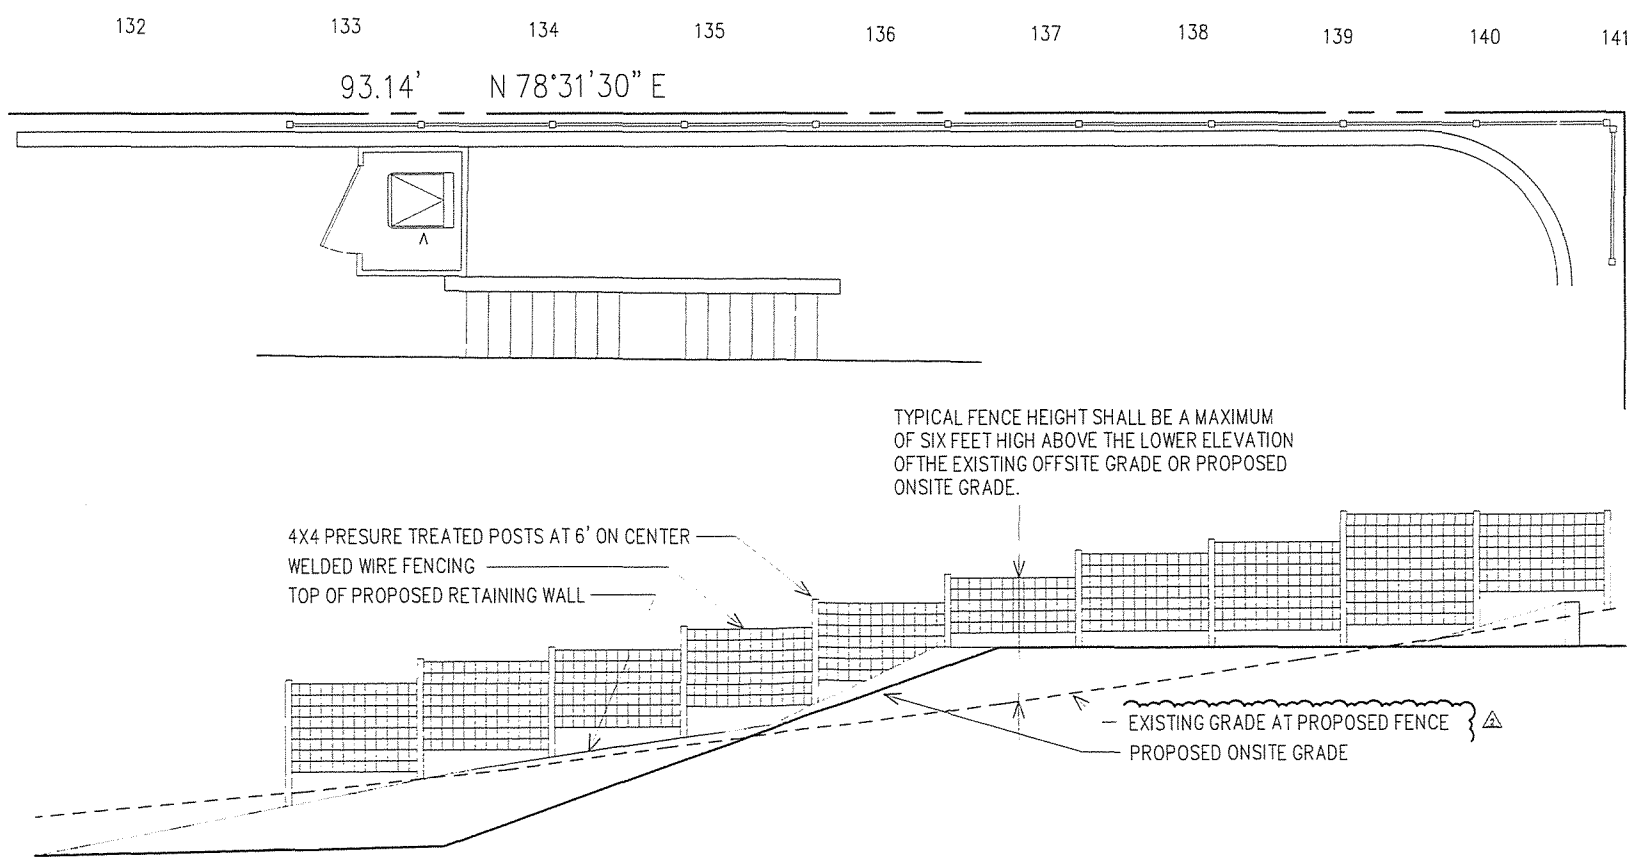 132 133 134 135 136 137 138 139 140 141
93.14' N 78°31'30" E
TYPICAL FENCE HEIGHT SHALL BE A MAXIMUM
OF SIX FEET HIGH ABOVE THE LOWER ELEVATION
OFTHE EXISTING OFFSITE GRADE OR PROPOSED
ONSITE GRADE.
4X4 PRESURE TREATED POSTS AT 6' ON CENTER
WELDED WIRE FENCING
TOP OF PROPOSED RETAINING WALL
EXISTING GRADE AT PROPOSED FENCE
2
PROPOSED ONSITE GRADE